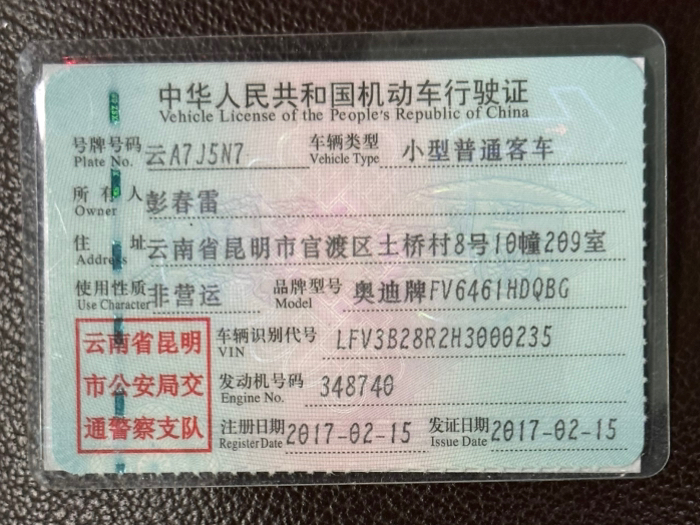 中华人民共和国机动车行驶证
Vehicle License of the People's Republic of China
号牌号码 云A7J5N7 车辆类型 小型普通客车
Plate No. Vehicle Type
所有人 彭春雷
Owner
住址 云南省昆明市官渡区土桥村8号10幢209室
Address
使用性质 非营运 品牌型号 奥迪牌FV6461HDQBG
Use Character Model
云南省昆明
市公安局交
通警察支队
车辆识别代号 LFV3B28R2H3000235
VIN
发动机号码 348740
Engine No.
注册日期 2017-02-15 发证日期 2017-02-15
Register Date Issue Date